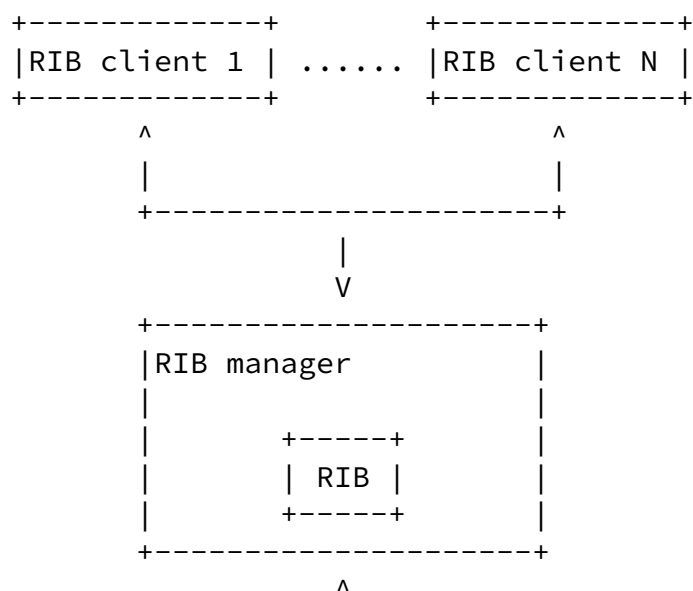 +-------------+         +-------------+
|RIB client 1 | ...... |RIB client N |
+-------------+         +-------------+
^                       ^
|                       |
+----------------------+
|
V
+---------------------+
|RIB manager          |
|                     |
|       +-----+       |
|       | RIB |       |
|       +-----+       |
+---------------------+
^